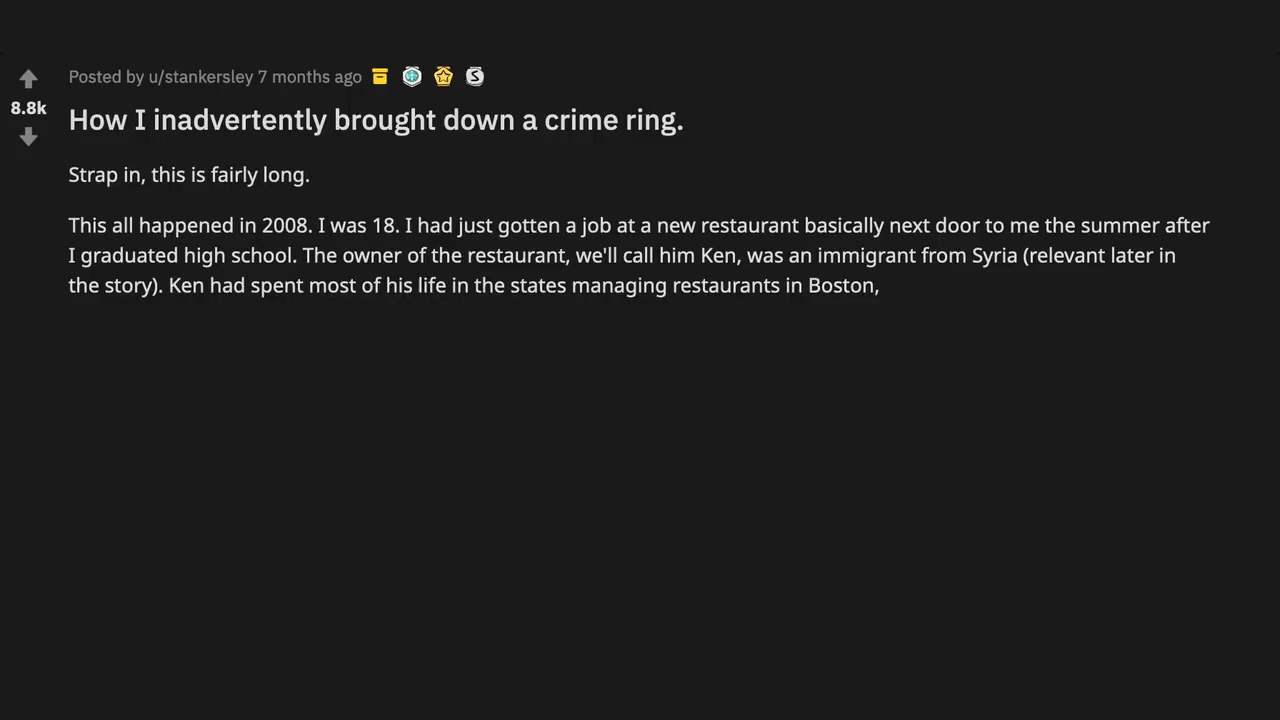 Posted by u/stankersley 7 months ago
8.8k
How I inadvertently brought down a crime ring.
Strap in, this is fairly long.
This all happened in 2008. I was 18. I had just gotten a job at a new restaurant basically next door to me the summer after
I graduated high school. The owner of the restaurant, we'll call him Ken, was an immigrant from Syria (relevant later in
the story). Ken had spent most of his life in the states managing restaurants in Boston,